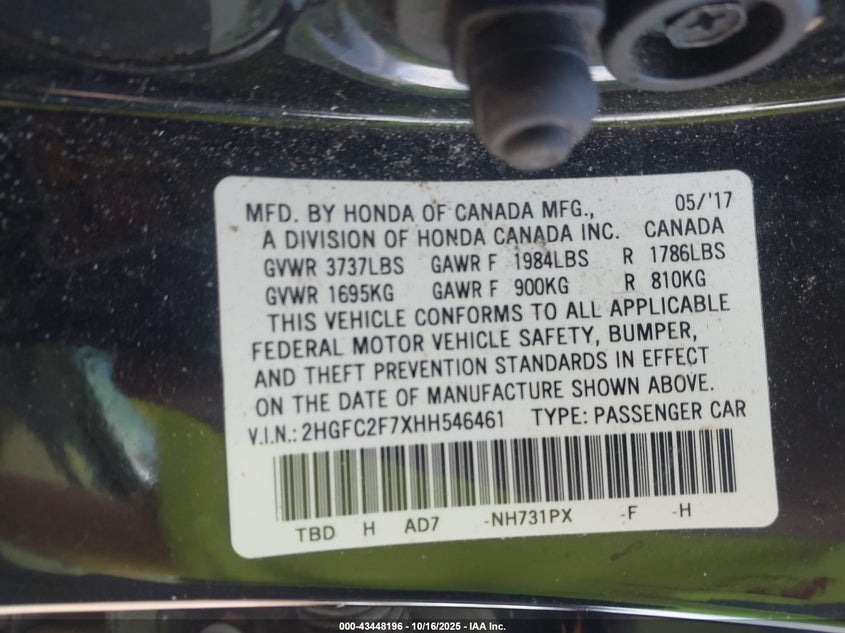 MFD. BY HONDA OF CANADA MFG., 05/'17
A DIVISION OF HONDA CANADA INC. CANADA
GVWR 3737LBS GAWR F 1984LBS R 1786LBS
GVWR 1695KG GAWR F 900KG R 810KG
THIS VEHICLE CONFORMS TO ALL APPLICABLE
FEDERAL MOTOR VEHICLE SAFETY, BUMPER,
AND THEFT PREVENTION STANDARDS IN EFFECT
ON THE DATE OF MANUFACTURE SHOWN ABOVE.
V.I.N.: 2HGFC2F7XHH546461 TYPE: PASSENGER CAR
TBD H AD7 -NH731PX -F -H
000-43448196 - 10/16/2025 - IAA Inc.